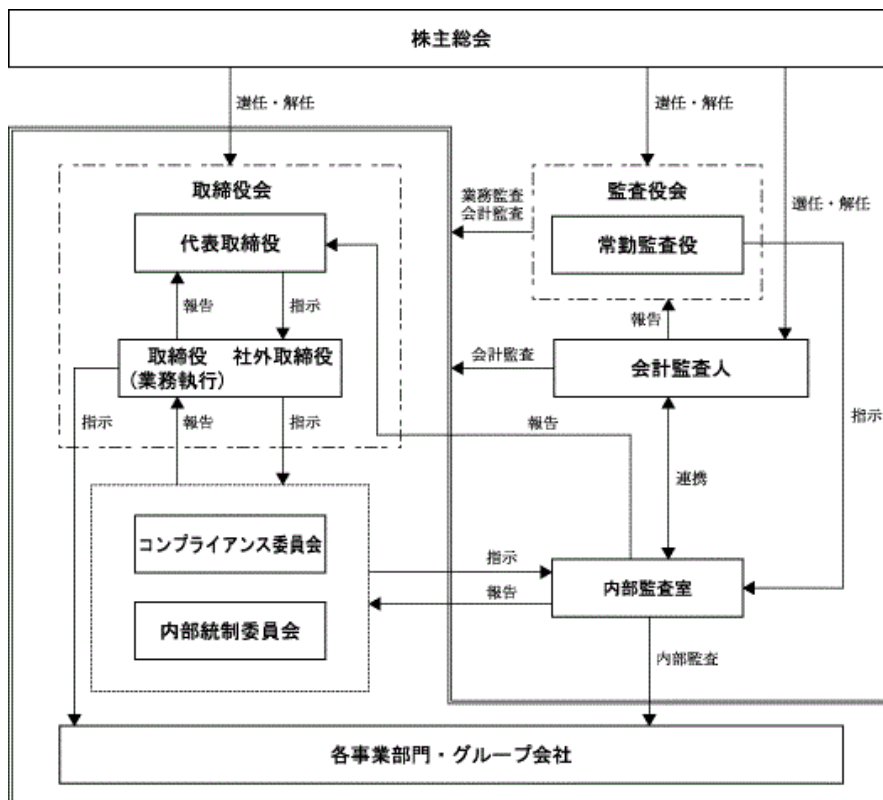 株主総会
選任・解任
選任・解任
取締役会
監査役会
業務監査
会計監査
選任・解任
代表取締役
常勤監査役
報告
指示
報告
取締役 社外取締役
(業務執行)
会計監査
会計監査人
指示
報告
指示
報告
指示
連携
コンプライアンス委員会
指示
内部監査室
報告
内部統制委員会
内部監査
各事業部門・グループ会社